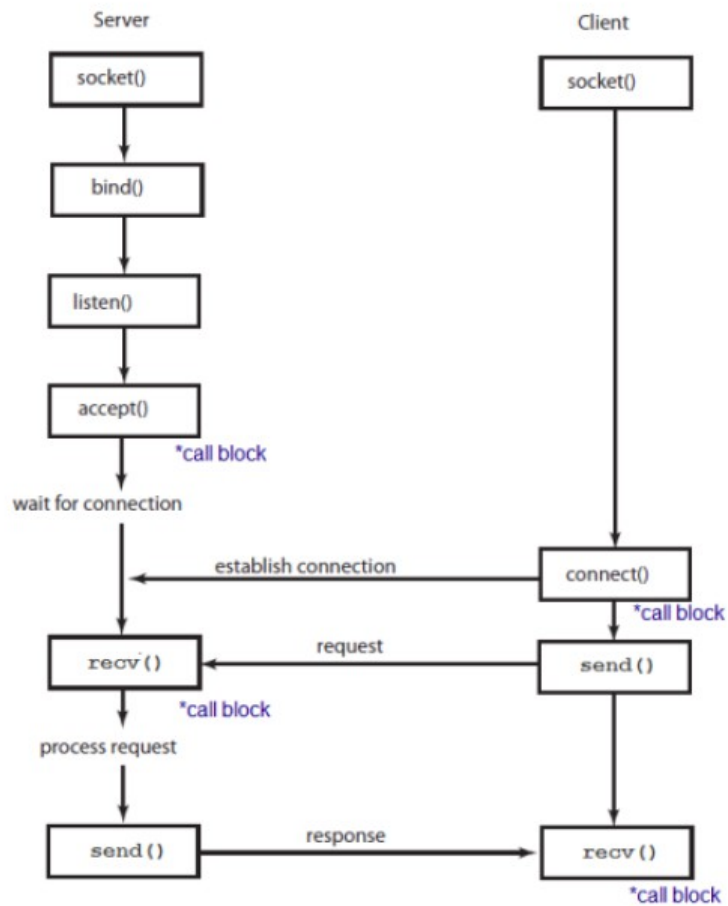 Server
Client
socket()
socket()
bind()
listen()
accept()
*call block
wait for connection
establish connection
connect()
*call block
recv()
request
send()
*call block
process request
send()
response
recv()
*call block